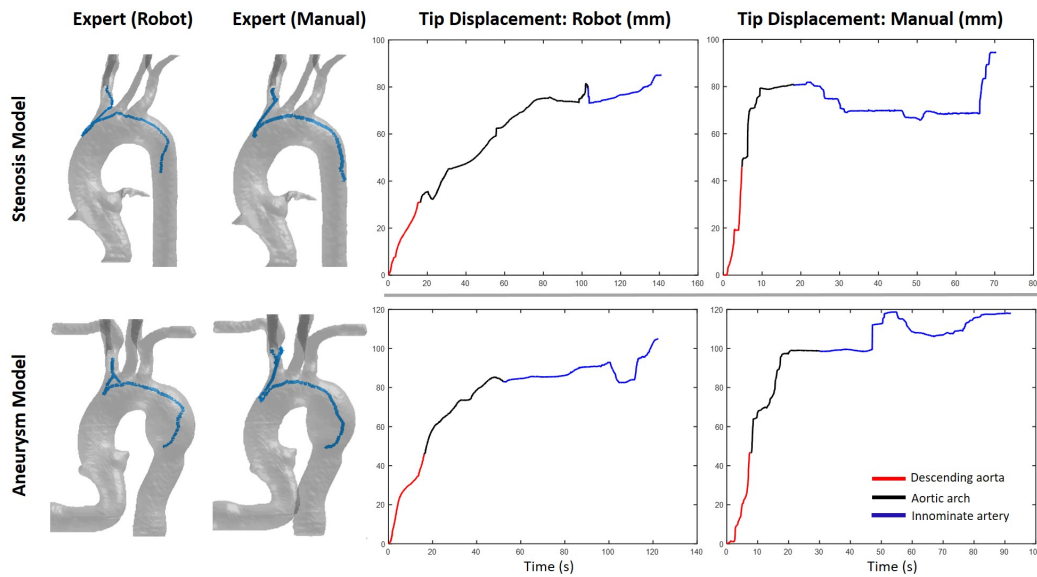 Expert (Robot) Expert (Manual) Tip Displacement: Robot (mm) Tip Displacement: Manual (mm)
Stenosis Model
100
80
60
40
20
0
0 20 40 60 80 100 120 140 160
100
80
60
40
20
0
0 10 20 30 40 50 60 70 80
Aneurysm Model
120
100
80
60
40
20
0
0 20 40 60 80 100 120 140
Time (s)
120
100
80
60
40
20
0
0 10 20 30 40 50 60 70 80 90 100
Time (s)
Descending aorta
Aortic arch
Innominate artery